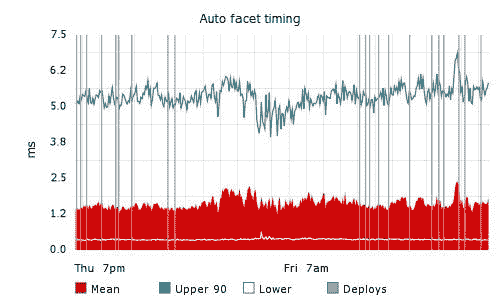 Auto facet timing
7.5
6.2
5.0
3.8
2.5
1.2
0.0
ms
Thu 7pm Fri 7am
Mean Upper 90 Lower Deploys